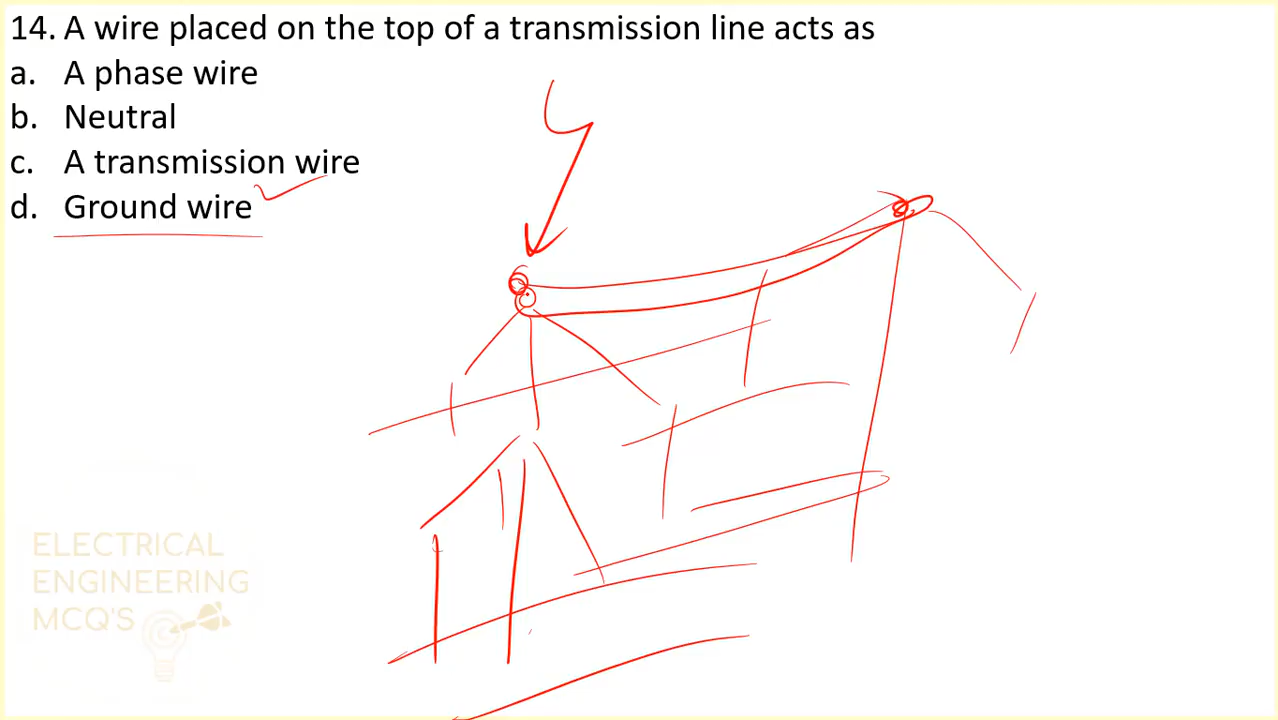 14. A wire placed on the top of a transmission line acts as
a. A phase wire
b. Neutral
c. A transmission wire
d. Ground wire
ELECTRICAL
ENGINEERING
MCQ'S